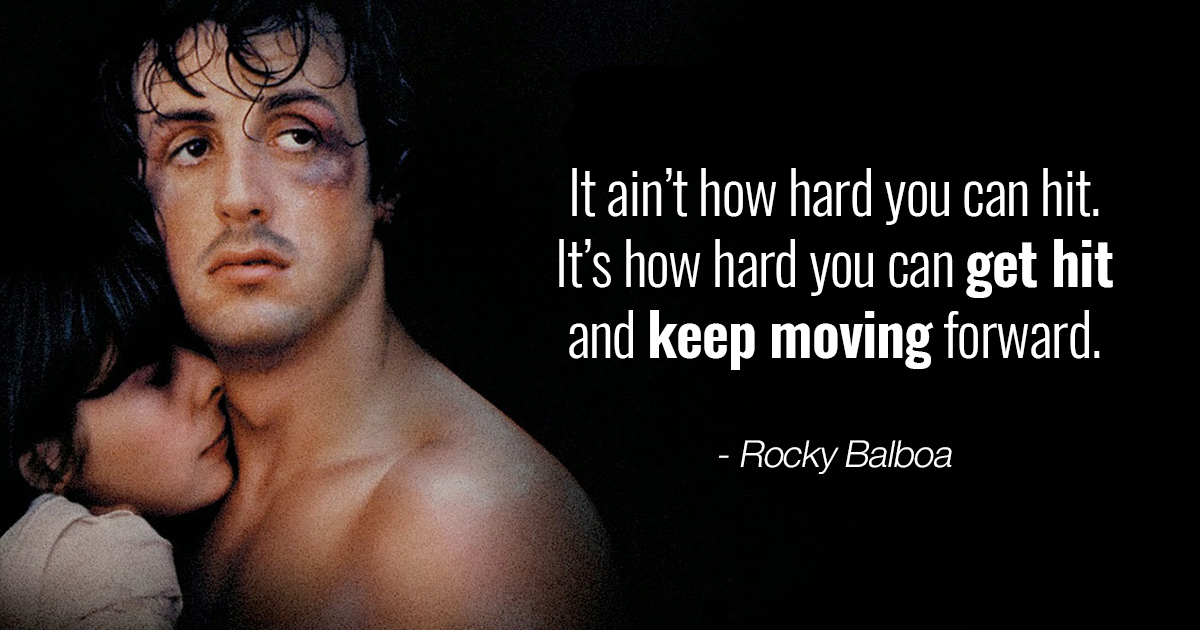 It ain’t how hard you can hit.
It’s how hard you can get hit
and keep moving forward.
- Rocky Balboa